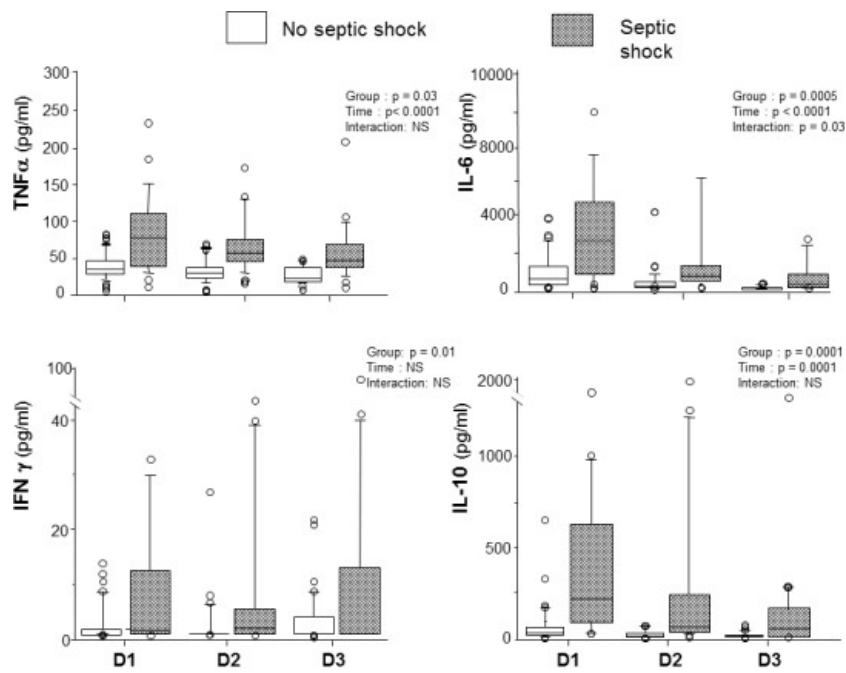 No septic shock
Septic
shock
TNFα (pg/ml)
300
250
200
150
100
50
0
Group : p = 0.03
Time : p< 0.0001
Interaction: NS
IL-6 (pg/ml)
10000
8000
4000
0
Group : p = 0.0005
Time : p< 0.0001
Interaction: p = 0.03
IFN γ (pg/ml)
100
40
20
0
Group: p = 0.01
Time : NS
Interaction: NS
D1 D2 D3
IL-10 (pg/ml)
2000
1000
500
0
Group : p = 0.0001
Time : p = 0.0001
Interaction: NS
D1 D2 D3